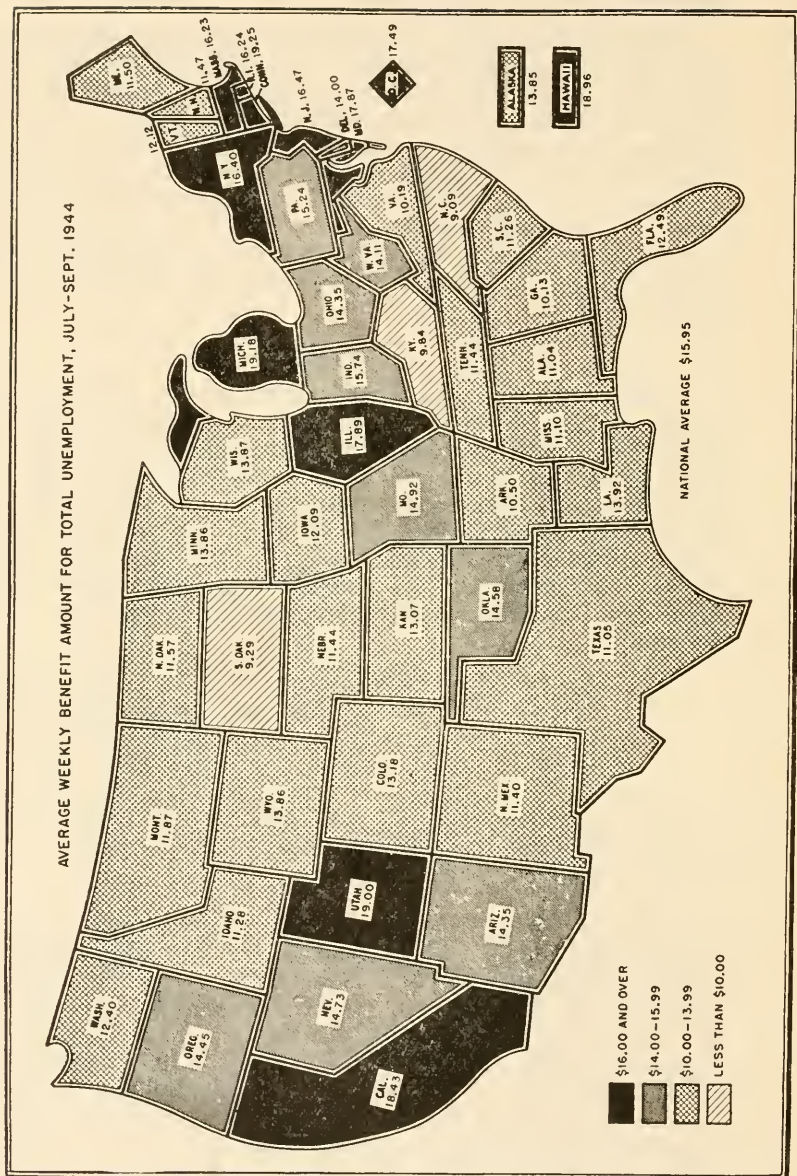 AVERAGE WEEKLY BENEFIT AMOUNT FOR TOTAL UNEMPLOYMENT, JULY-SEPT. 1944
WASH.
12.40
OREG.
14.45
CAL.
18.43
NEV.
14.73
IDAHO
11.28
MONT.
11.87
WYO.
13.86
UTAH
19.00
ARIZ.
14.35
COLO.
13.18
N. MEX
11.40
N. DAK.
11.57
S. DAK.
9.29
NEBR.
11.44
KAN
13.07
OKLA.
14.58
TEXAS
11.05
MINN
13.86
IOWA
12.09
MO.
14.92
ARK.
10.50
LA.
13.92
WIS.
13.87
ILL.
17.89
MICH.
19.18
IND.
15.74
OHIO
14.35
KY.
9.84
TENN.
11.44
MISS.
11.10
ALA.
11.04
GA.
10.13
FLA.
12.49
S.C.
11.26
N.C.
9.09
VA.
10.19
W. VA
14.11
PA.
15.24
N Y
16.40
12.12
VT.
N.H.
11.47
ME.
11.50
MASS. 16.23
R.I. 16.24
CONN. 19.25
N.J. 16.47
DEL. 14.00
MD. 17.87
D.C.
17.49
ALASKA
13.85
HAWAII
18.96
NATIONAL AVERAGE $15.95
$16.00 AND OVER
$14.00-15.99
$10.00-13.99
LESS THAN $10.00